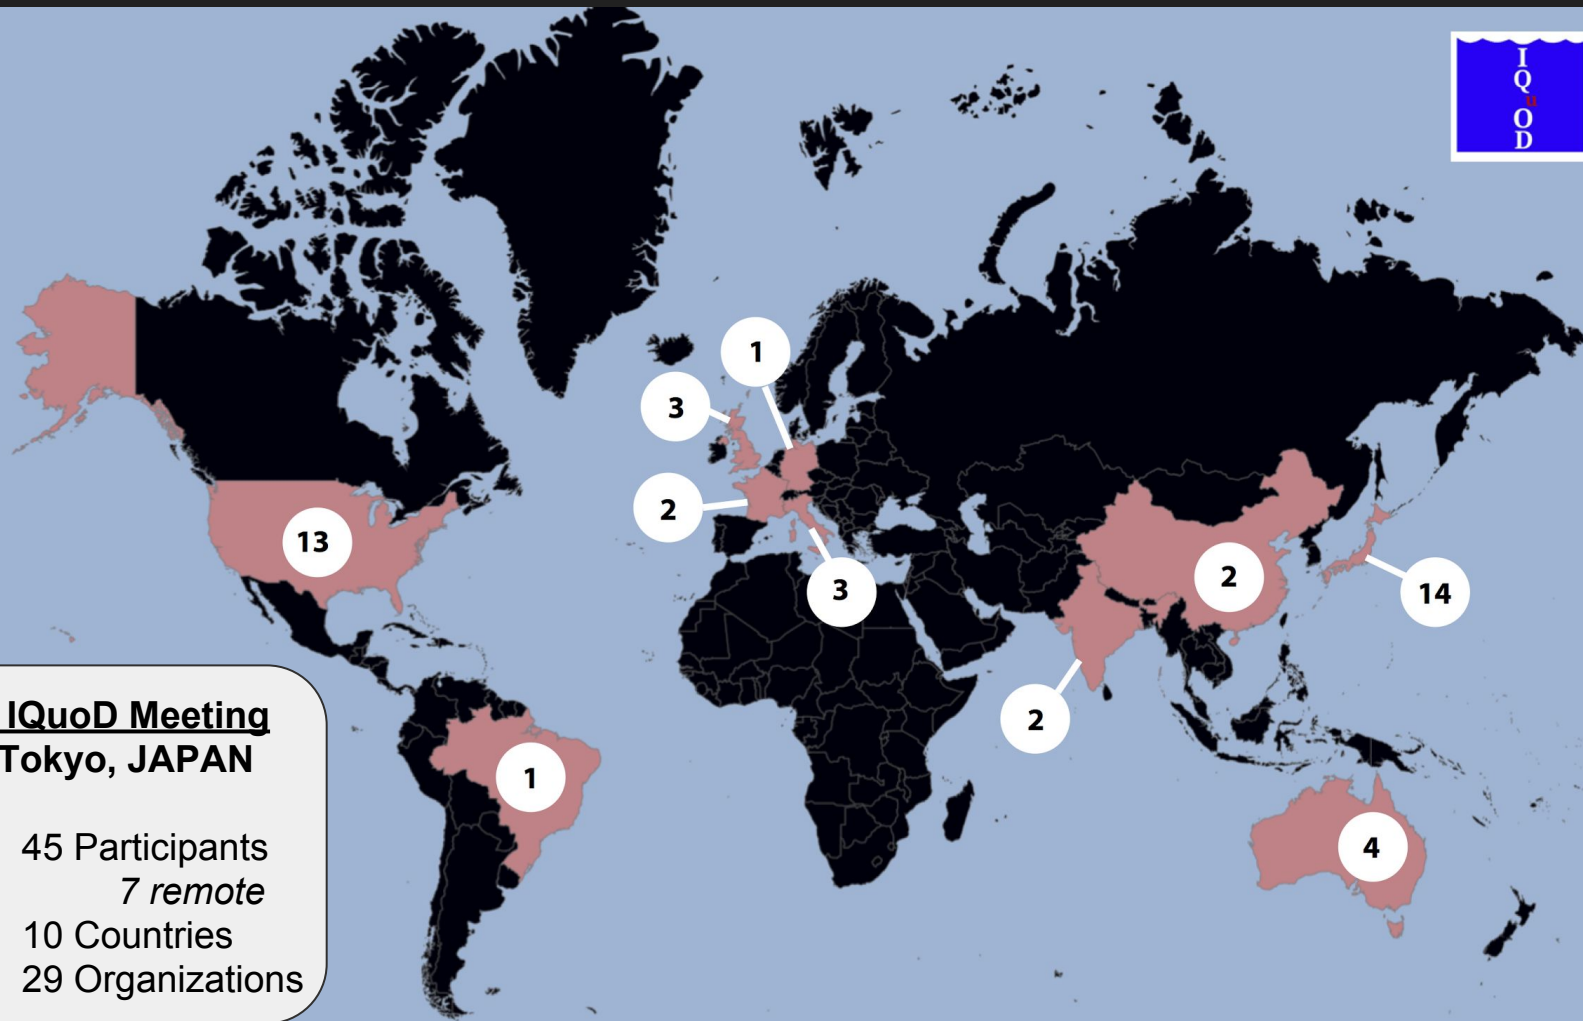 I
Q
u
O
D
1
3
2
13
3
2
14
2
1
4
IQuoD Meeting
Tokyo, JAPAN
45 Participants
7 remote
10 Countries
29 Organizations